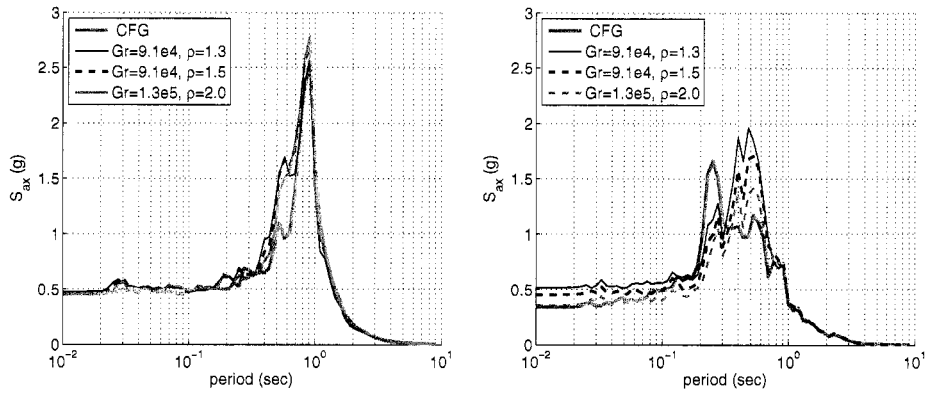 3
2.5
2
1.5
1
0.5
0
S_ax (g)
CFG
Gr=9.1e4, ρ=1.3
Gr=9.1e4, ρ=1.5
Gr=1.3e5, ρ=2.0
10^-2
10^-1
10^0
10^1
period (sec)
3
2.5
2
1.5
1
0.5
0
S_ax (g)
CFG
Gr=9.1e4, ρ=1.3
Gr=9.1e4, ρ=1.5
Gr=1.3e5, ρ=2.0
10^-2
10^-1
10^0
10^1
period (sec)